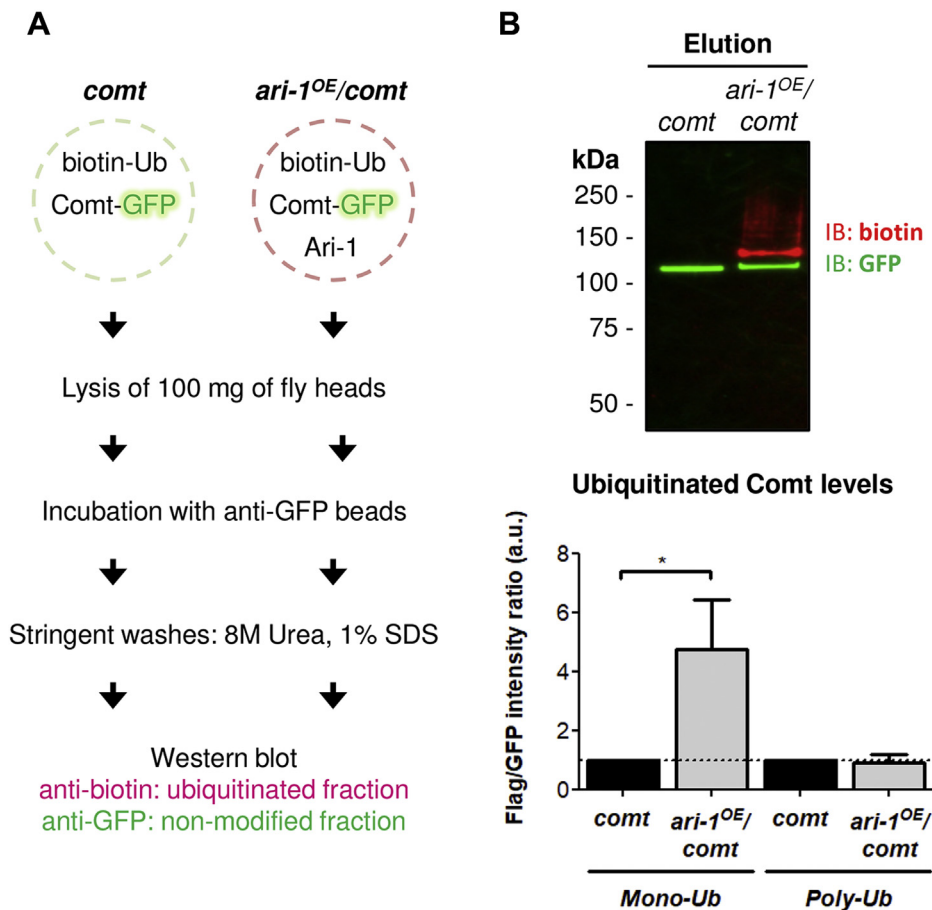 A
comt
ari-1OE/comt
biotin-Ub
Comt-GFP
biotin-Ub
Comt-GFP
Ari-1
Lysis of 100 mg of fly heads
Incubation with anti-GFP beads
Stringent washes: 8M Urea, 1% SDS
Western blot
anti-biotin: ubiquitinated fraction
anti-GFP: non-modified fraction
B
Elution
comt
ari-1OE/
comt
kDa
250 -
150 -
100 -
75 -
50 -
IB: biotin
IB: GFP
Ubiquitinated Comt levels
Flag/GFP intensity ratio (a.u.)
8
6
4
2
0
*
comt
ari-1OE/
comt
comt
ari-1OE/
comt
Mono-Ub
Poly-Ub